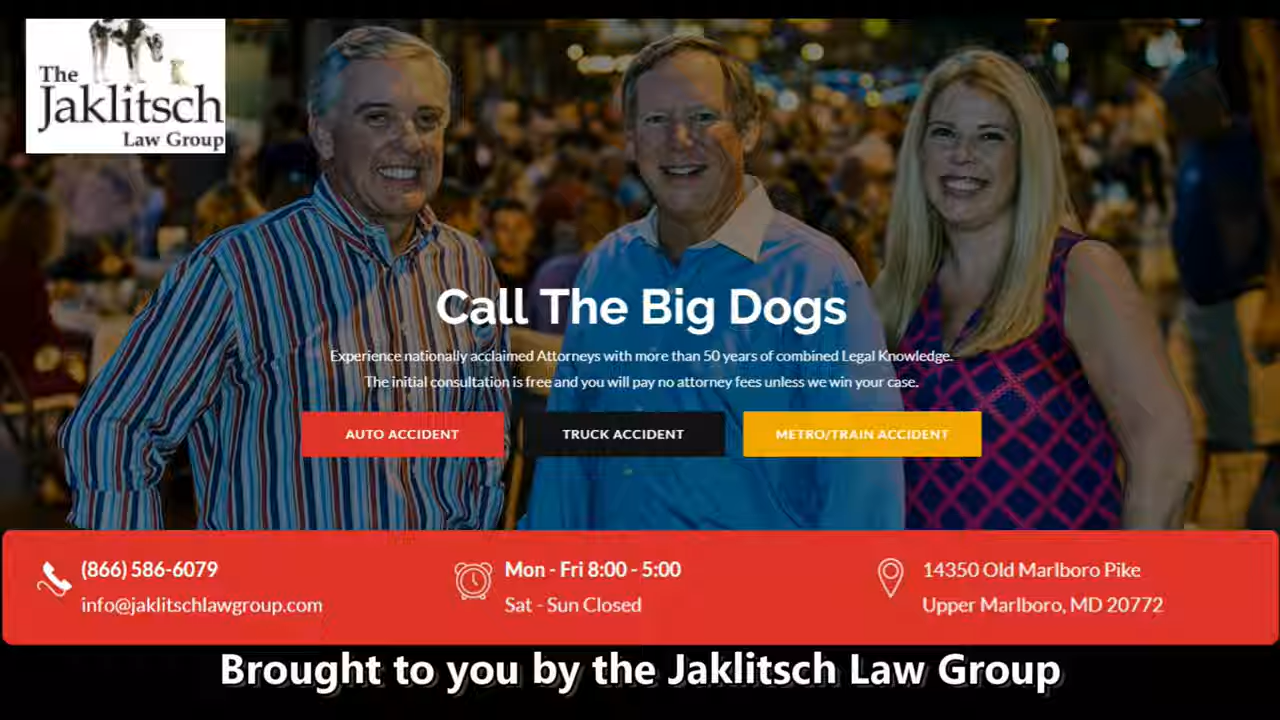 The
Jaklitsch
Law Group
Call The Big Dogs
Experience nationally acclaimed Attorneys with more than 50 years of combined Legal Knowledge.
The initial consultation is free and you will pay no attorney fees unless we win your case.
AUTO ACCIDENT
TRUCK ACCIDENT
METRO/TRAIN ACCIDENT
(866) 586-6079
info@jaklitschlawgroup.com
Mon - Fri 8:00 - 5:00
Sat - Sun Closed
14350 Old Marlboro Pike
Upper Marlboro, MD 20772
Brought to you by the Jaklitsch Law Group